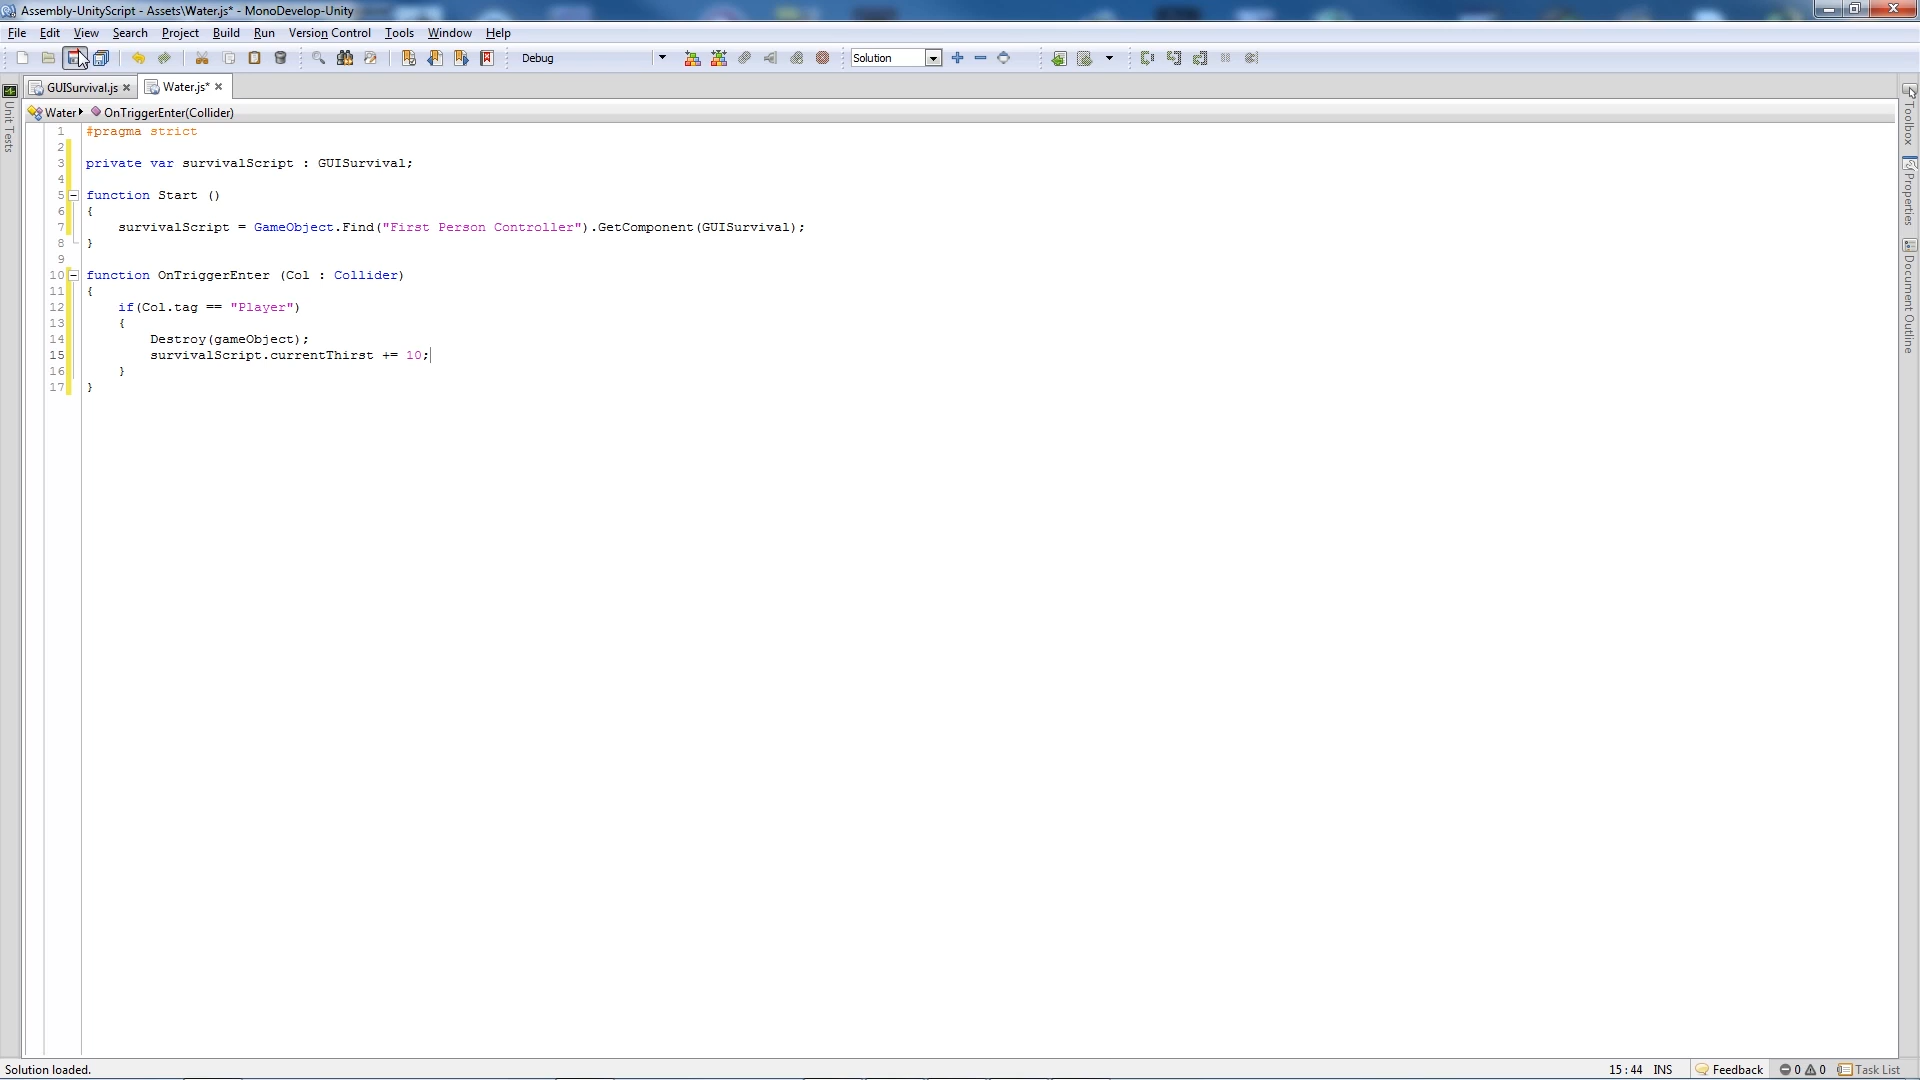 Assembly-UnityScript - Assets\Water.js* - MonoDevelop-Unity
File Edit View Search Project Build Run Version Control Tools Window Help
Debug Solution
GUISurvival.js Water.js*
Water OnTriggerEnter(Collider)
1 #pragma strict
2
3 private var survivalScript : GUISurvival;
4
5 function Start ()
6 {
7 survivalScript = GameObject.Find("First Person Controller").GetComponent(GUISurvival);
8 }
9
10 function OnTriggerEnter (Col : Collider)
11 {
12 if(Col.tag == "Player")
13 {
14 Destroy(gameObject);
15 survivalScript.currentThirst += 10;
16 }
17 }
Unit Tests
Toolbox
Properties
Document Outline
Solution loaded. 15 : 44 INS Feedback 0 0 Task List